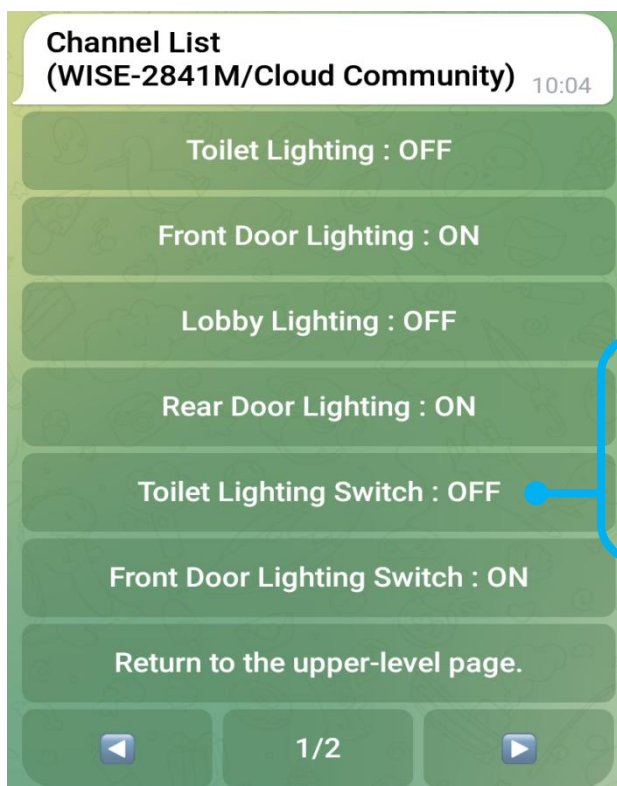 Channel List
(WISE-2841M/Cloud Community) 10:04
Toilet Lighting : OFF
Front Door Lighting : ON
Lobby Lighting : OFF
Rear Door Lighting : ON
Toilet Lighting Switch : OFF
Front Door Lighting Switch : ON
Return to the upper-level page.
1/2